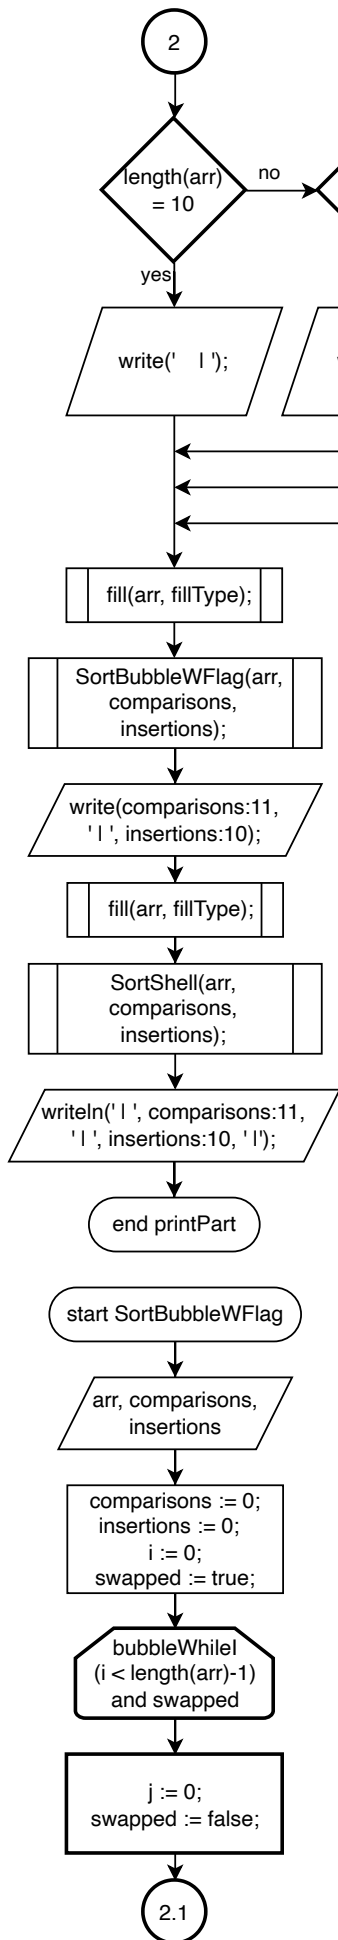 2
length(arr)
= 10
no
yes
write('    | ');
fill(arr, fillType);
SortBubbleWFlag(arr,
comparisons,
insertions);
write(comparisons:11,
' | ', insertions:10);
fill(arr, fillType);
SortShell(arr,
comparisons,
insertions);
writeln(' | ', comparisons:11,
' | ', insertions:10, ' |');
end printPart
start SortBubbleWFlag
arr, comparisons,
insertions
comparisons := 0;
insertions := 0;
i := 0;
swapped := true;
bubbleWhileI
(i < length(arr)-1)
and swapped
j := 0;
swapped := false;
2.1